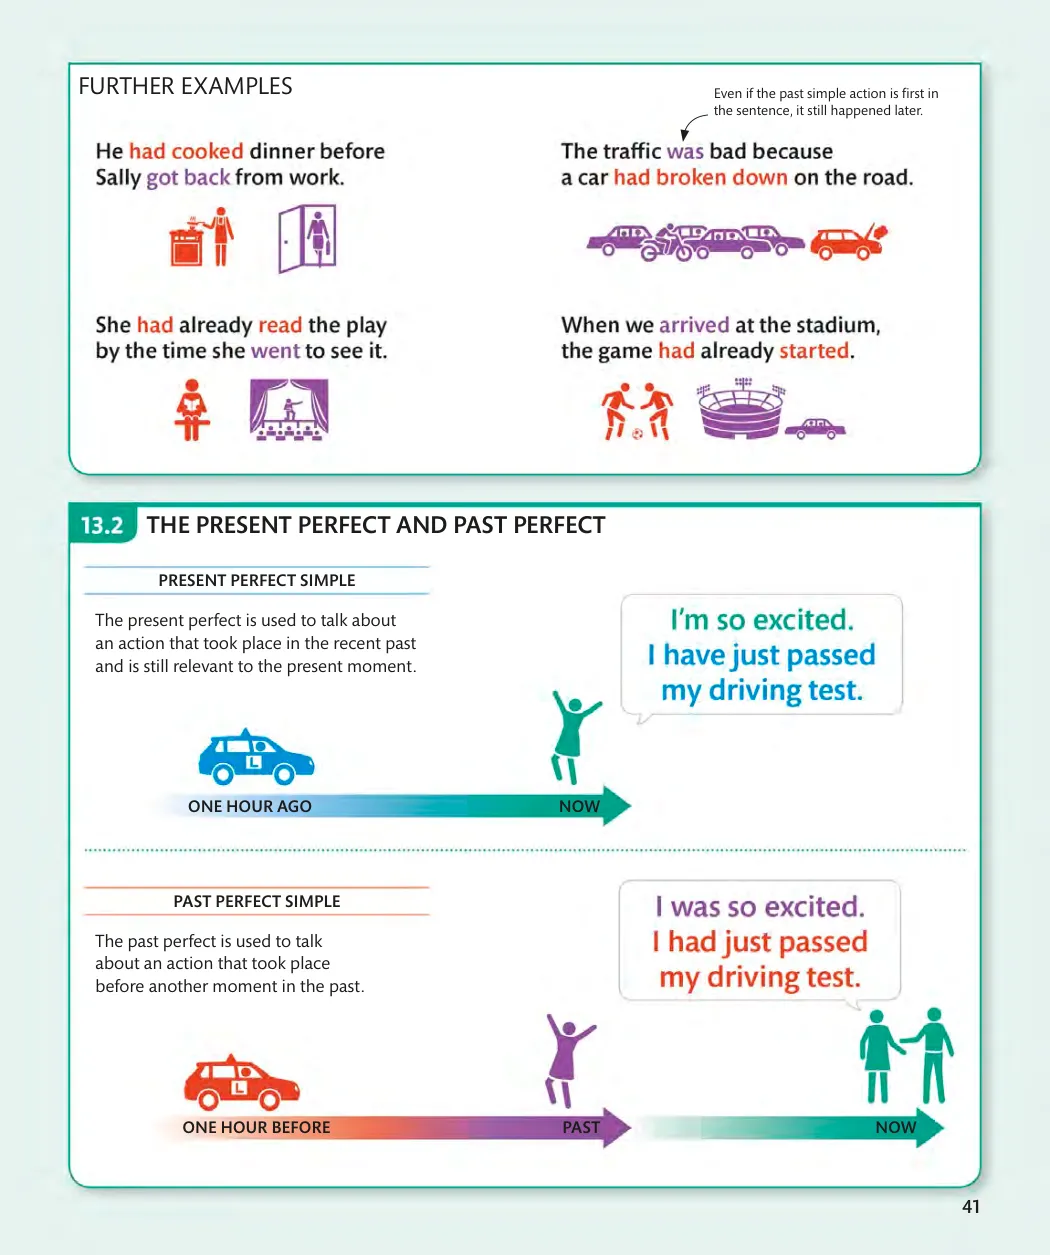 FURTHER EXAMPLES
Even if the past simple action is first in
the sentence, it still happened later.
He had cooked dinner before
Sally got back from work.
The traffic was bad because
a car had broken down on the road.
She had already read the play
by the time she went to see it.
When we arrived at the stadium,
the game had already started.
13.2 THE PRESENT PERFECT AND PAST PERFECT
PRESENT PERFECT SIMPLE
The present perfect is used to talk about
an action that took place in the recent past
and is still relevant to the present moment.
I'm so excited.
I have just passed
my driving test.
L
ONE HOUR AGO
NOW
PAST PERFECT SIMPLE
The past perfect is used to talk
about an action that took place
before another moment in the past.
I was so excited.
I had just passed
my driving test.
L
ONE HOUR BEFORE
PAST
NOW
41